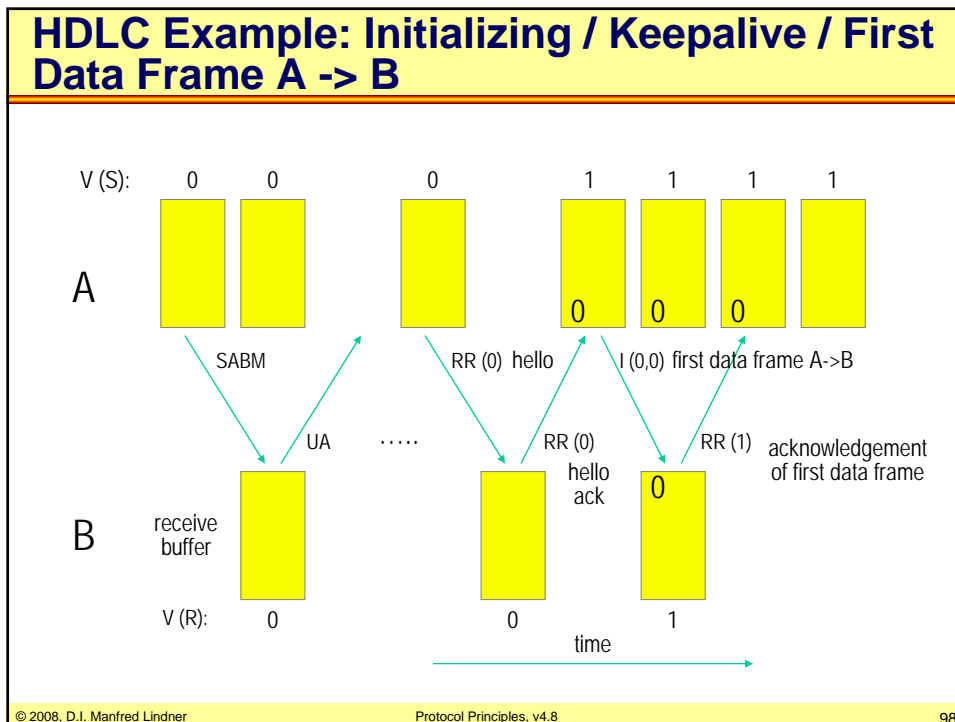 HDLC Example: Initializing / Keepalive / First
Data Frame A -> B
V (S): 0 0 0 1 1 1 1
A
0 0 0
SABM RR (0) hello I (0,0) first data frame A->B
UA ..... RR (0) RR (1) acknowledgement
hello of first data frame
ack
0
B
receive
buffer
V (R): 0 0 1
time
© 2008, D.I. Manfred Lindner Protocol Principles, v4.8 98